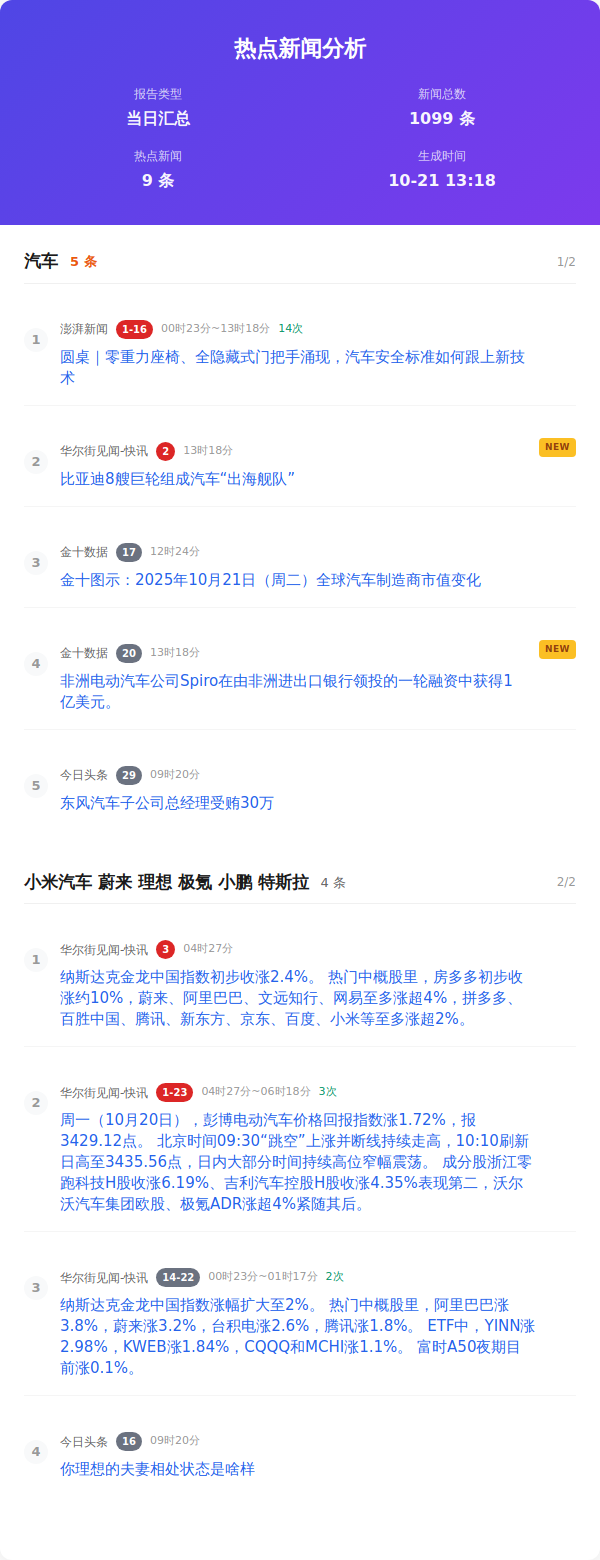 热点新闻分析
报告类型
新闻总数
当日汇总
1099 条
热点新闻
生成时间
9 条
10-21 13:18
汽车 5 条 1/2
1
澎湃新闻 1-16 00时23分~13时18分 14次
圆桌｜零重力座椅、全隐藏式门把手涌现，汽车安全标准如何跟上新技
术
2
华尔街见闻-快讯 2 13时18分 NEW
比亚迪8艘巨轮组成汽车“出海舰队”
3
金十数据 17 12时24分
金十图示：2025年10月21日（周二）全球汽车制造商市值变化
4
金十数据 20 13时18分 NEW
非洲电动汽车公司Spiro在由非洲进出口银行领投的一轮融资中获得1
亿美元。
5
今日头条 29 09时20分
东风汽车子公司总经理受贿30万
小米汽车 蔚来 理想 极氪 小鹏 特斯拉 4 条 2/2
1
华尔街见闻-快讯 3 04时27分
纳斯达克金龙中国指数初步收涨2.4%。 热门中概股里，房多多初步收
涨约10%，蔚来、阿里巴巴、文远知行、网易至多涨超4%，拼多多、
百胜中国、腾讯、新东方、京东、百度、小米等至多涨超2%。
2
华尔街见闻-快讯 1-23 04时27分~06时18分 3次
周一（10月20日），彭博电动汽车价格回报指数涨1.72%，报
3429.12点。 北京时间09:30“跳空”上涨并断线持续走高，10:10刷新
日高至3435.56点，日内大部分时间持续高位窄幅震荡。 成分股浙江零
跑科技H股收涨6.19%、吉利汽车控股H股收涨4.35%表现第二，沃尔
沃汽车集团欧股、极氪ADR涨超4%紧随其后。
3
华尔街见闻-快讯 14-22 00时23分~01时17分 2次
纳斯达克金龙中国指数涨幅扩大至2%。 热门中概股里，阿里巴巴涨
3.8%，蔚来涨3.2%，台积电涨2.6%，腾讯涨1.8%。 ETF中，YINN涨
2.98%，KWEB涨1.84%，CQQQ和MCHI涨1.1%。 富时A50夜期目
前涨0.1%。
4
今日头条 16 09时20分
你理想的夫妻相处状态是啥样